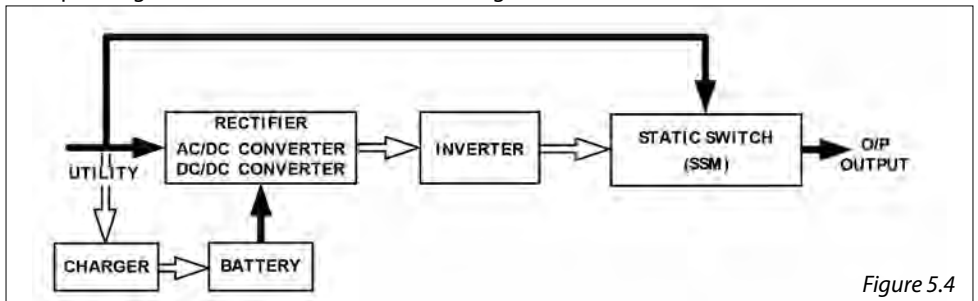 RECTIFIER
AC/DC CONVERTER
DC/DC CONVERTER
INVERTER
STATIC SWITCH
(SSM)
O/P
OUTPUT
UTILITY
CHARGER
BATTERY
Figure 5.4